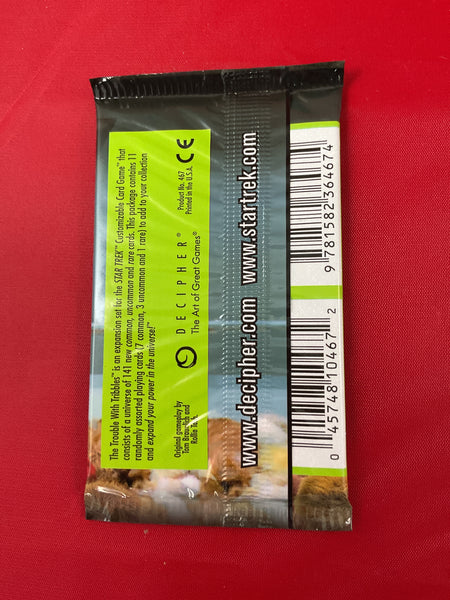 The Trouble With Tribbles™ is an expansion set for the STAR TREK™ Customizable Card Game™ that
consists of a universe of 141 new common, uncommon and rare cards. This package contains 11
randomly assorted playing cards (7 common, 3 uncommon and 1 rare) to add to your collection
and expand your power in the universe!
Original gameplay by
Tom Braunlich and
Rollie
DECIPHER®
The Art of Great Games®
Product No. 467
Printed in the U.S.A.
CE
www.decipher.com www.startrek.com
0 45748 10467 2
9 781582 364674